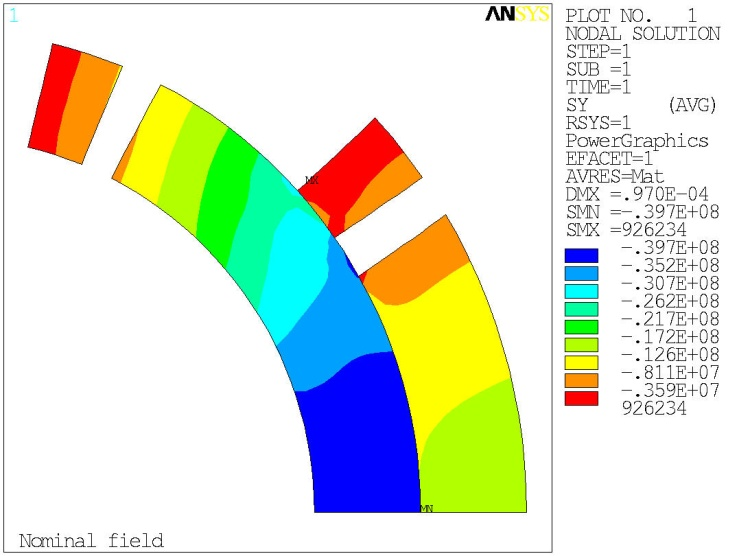 1
ANSYS
PLOT NO. 1
NODAL SOLUTION
STEP=1
SUB =1
TIME=1
SY (AVG)
RSYS=1
PowerGraphics
EFACET=1
AVRES=Mat
DMX =.970E-04
SMN =-.397E+08
SMX =926234
-.397E+08
-.352E+08
-.307E+08
-.262E+08
-.217E+08
-.172E+08
-.126E+08
-.811E+07
-.359E+07
926234
MX
MN
Nominal field